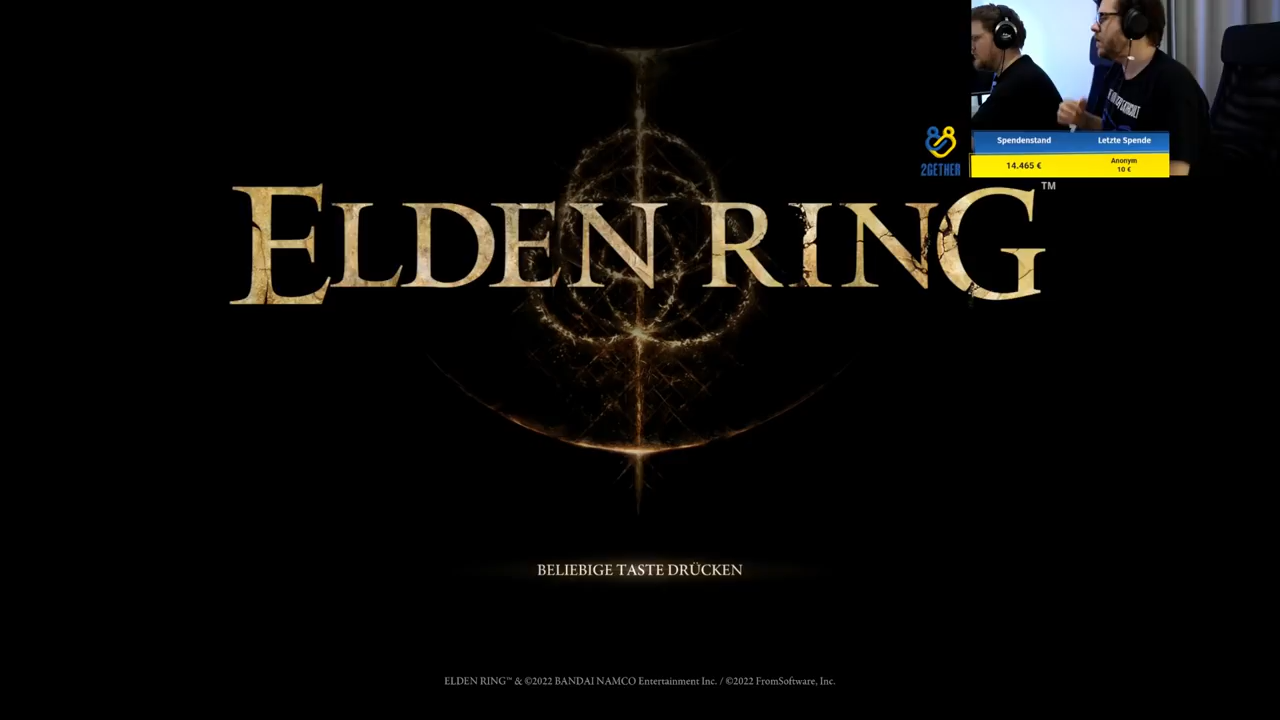 Spendenstand
Letzte Spende
14.465 €
Anonym
10 €
2GETHER
ELDEN RING™
BELIEBIGE TASTE DRÜCKEN
ELDEN RING™ & ©2022 BANDAI NAMCO Entertainment Inc. / ©2022 FromSoftware, Inc.